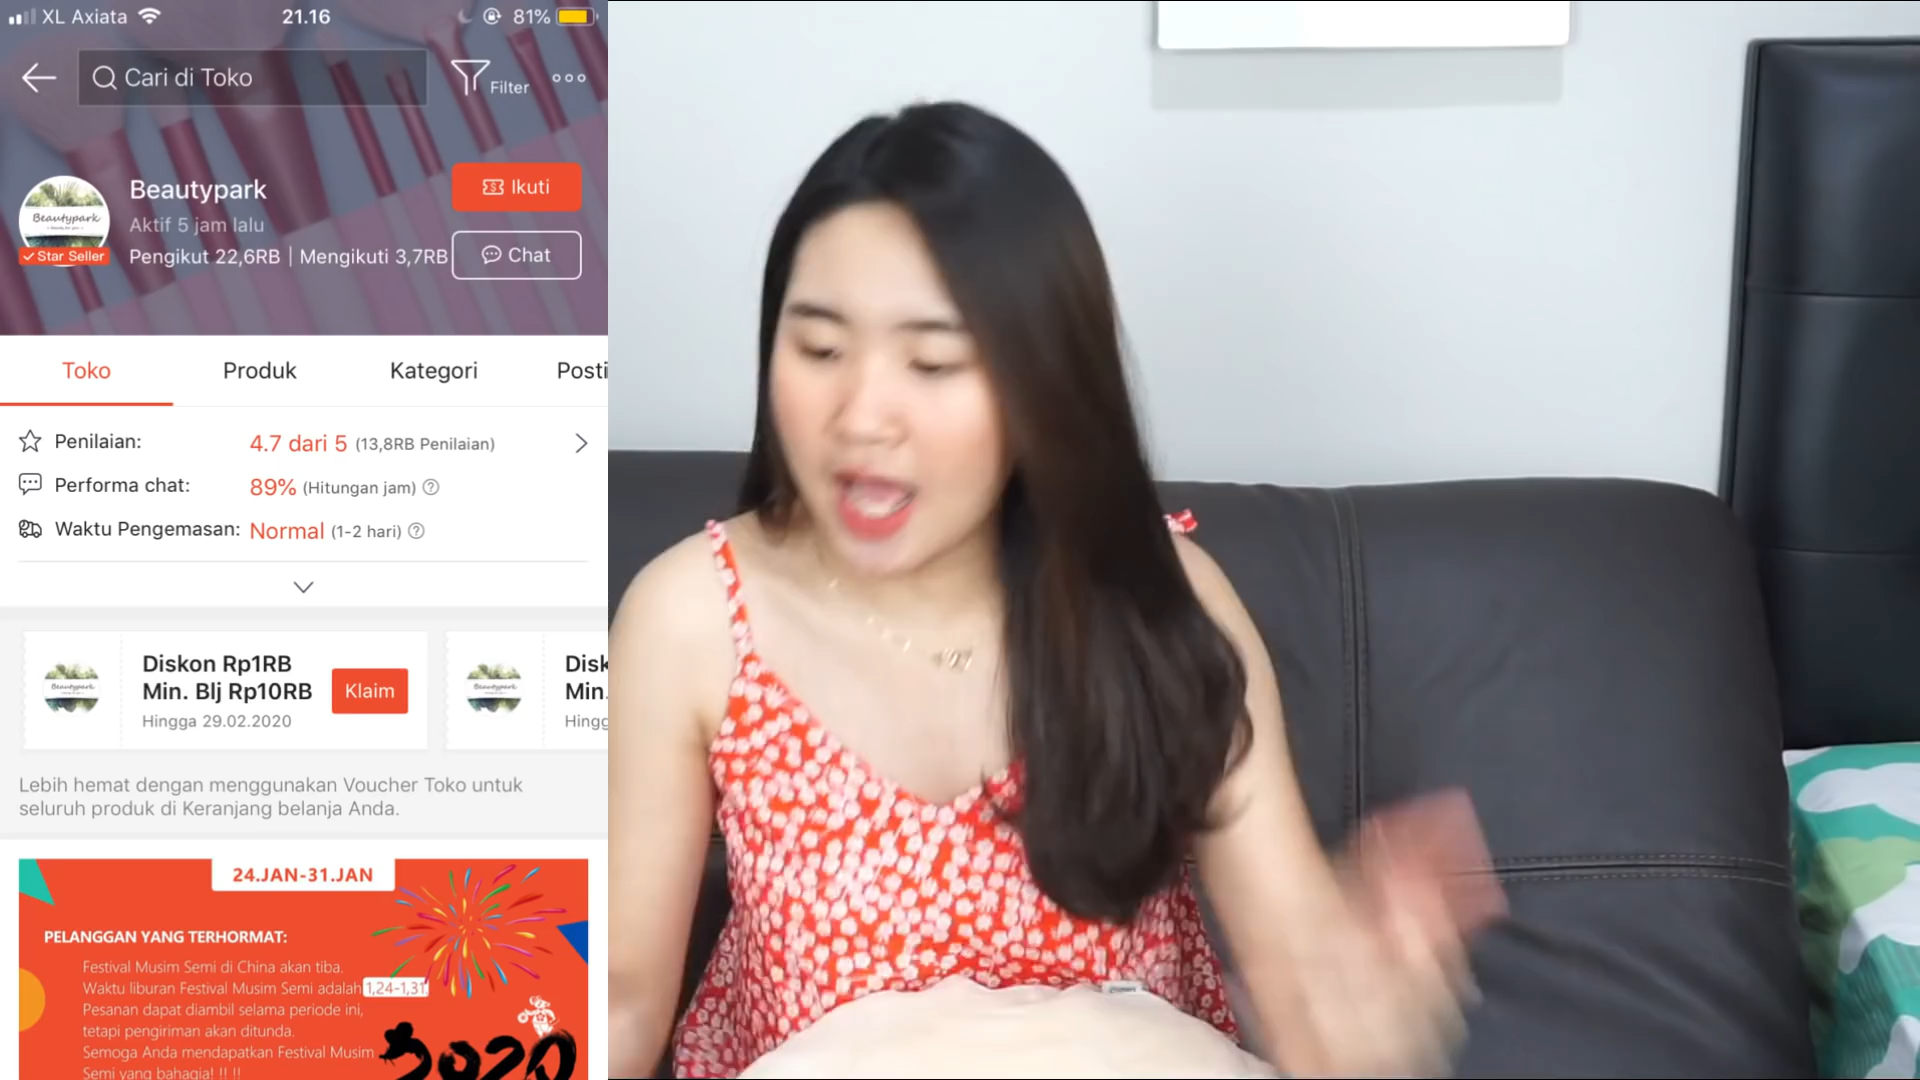 XL Axiata
21.16
81%
Cari di Toko
Filter
Beautypark
Star Seller
Beautypark
Aktif 5 jam lalu
Pengikut 22,6RB | Mengikuti 3,7RB
Ikuti
Chat
Toko
Produk
Kategori
Posti
Penilaian:
4.7 dari 5 (13,8RB Penilaian)
Performa chat:
89% (Hitungan jam)
Waktu Pengemasan:
Normal (1-2 hari)
Beautypark
Diskon Rp1RB
Min. Blj Rp10RB
Hingga 29.02.2020
Klaim
Beautypark
Disk
Min.
Hingg
Lebih hemat dengan menggunakan Voucher Toko untuk
seluruh produk di Keranjang belanja Anda.
24.JAN-31.JAN
PELANGGAN YANG TERHORMAT:
Festival Musim Semi di China akan tiba.
Waktu liburan Festival Musim Semi adalah 1,24-1,31.
Pesanan dapat diambil selama periode ini,
tetapi pengiriman akan ditunda.
Semoga Anda mendapatkan Festival Musim
Semi yang bahagia! !! !!
2020